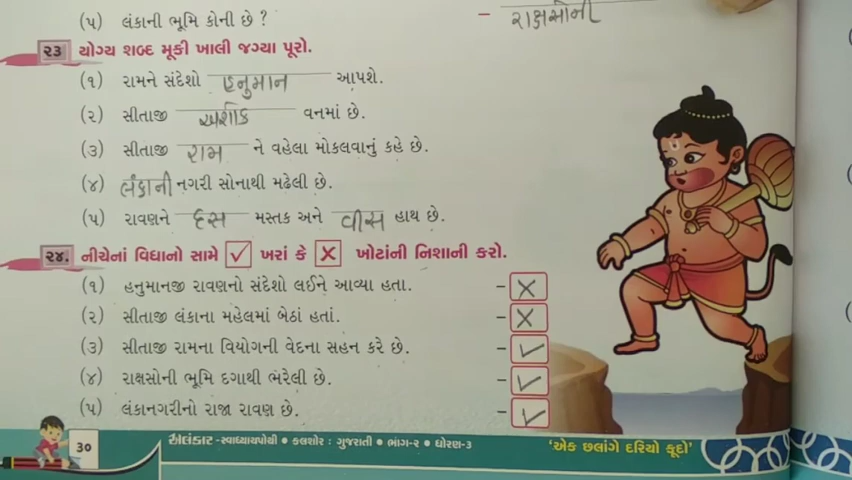 (૫) લંકાની ભૂમિ કોની છે ? – રાક્ષસોની
૨૩ યોગ્ય શબ્દ મૂકી ખાલી જગ્યા પૂરો.
(૧) રામને સંદેશો હનુમાન આપશે.
(૨) સીતાજી અશોક વનમાં છે.
(૩) સીતાજી રામ ને વહેલા મોકલવાનું કહે છે.
(૪) લંકાની નગરી સોનાથી મઢેલી છે.
(૫) રાવણને દસ મસ્તક અને વીસ હાથ છે.
૨૪. નીચેનાં વિધાનો સામે ✓ ખરાં કે ✗ ખોટાંની નિશાની કરો.
(૧) હનુમાનજી રાવણનો સંદેશો લઈને આવ્યા હતા. – ✗
(૨) સીતાજી લંકાના મહેલમાં બેઠાં હતાં. – ✗
(૩) સીતાજી રામના વિયોગની વેદના સહન કરે છે. – ✓
(૪) રાક્ષસોની ભૂમિ દગાથી ભરેલી છે. – ✓
(૫) લંકાનગરીનો રાજા રાવણ છે. – ✓
30 અલંકાર-સ્વાધ્યાયપોથી • કલશોર : ગુજરાતી • ભાગ-૨ • ધોરણ-૩ 'એક છલાંગે દરિયો કૂદો'